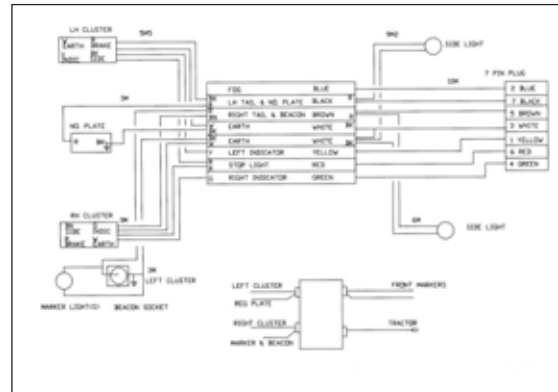 LH CLUSTER
EARTH
BRAKE
INDIC
SIDE
5M5
5M2
SIDE LIGHT
10M
7 PIN PLUG
FOG BLUE
LH TAIL & NO. PLATE BLACK
RIGHT TAIL & BEACON BROWN
EARTH WHITE
EARTH WHITE
LEFT INDICATOR YELLOW
STOP LIGHT RED
RIGHT INDICATOR GREEN
2 BLUE
7 BLACK
5 BROWN
3 WHITE
1 YELLOW
6 RED
4 GREEN
3M
NO. PLATE
R
RH CLUSTER
3M
SIDE
INDIC
BRAKE
EARTH
6M
SIDE LIGHT
3M
LEFT CLUSTER
MARKER LIGHT(S)
BEACON SOCKET
LEFT CLUSTER
REG PLATE
FRONT MARKERS
RIGHT CLUSTER
MARKER & BEACON
TRACTOR